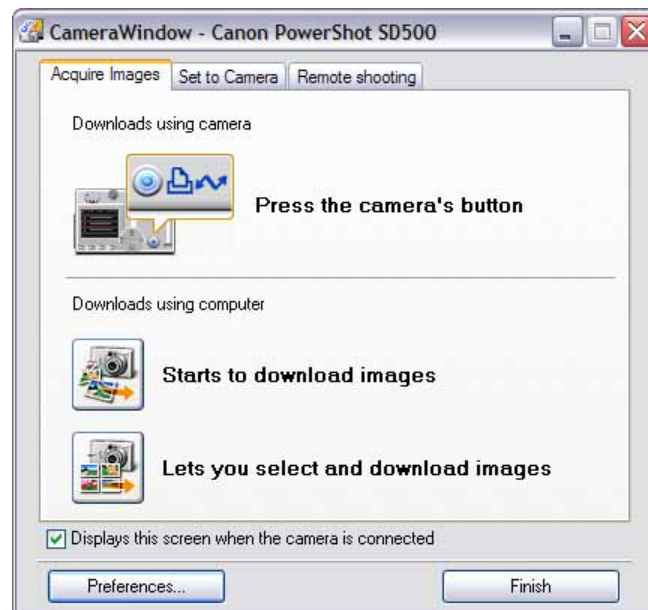 CameraWindow - Canon PowerShot SD500
Acquire Images Set to Camera Remote shooting
Downloads using camera
Press the camera's button
Downloads using computer
Starts to download images
Lets you select and download images
Displays this screen when the camera is connected
Preferences... Finish